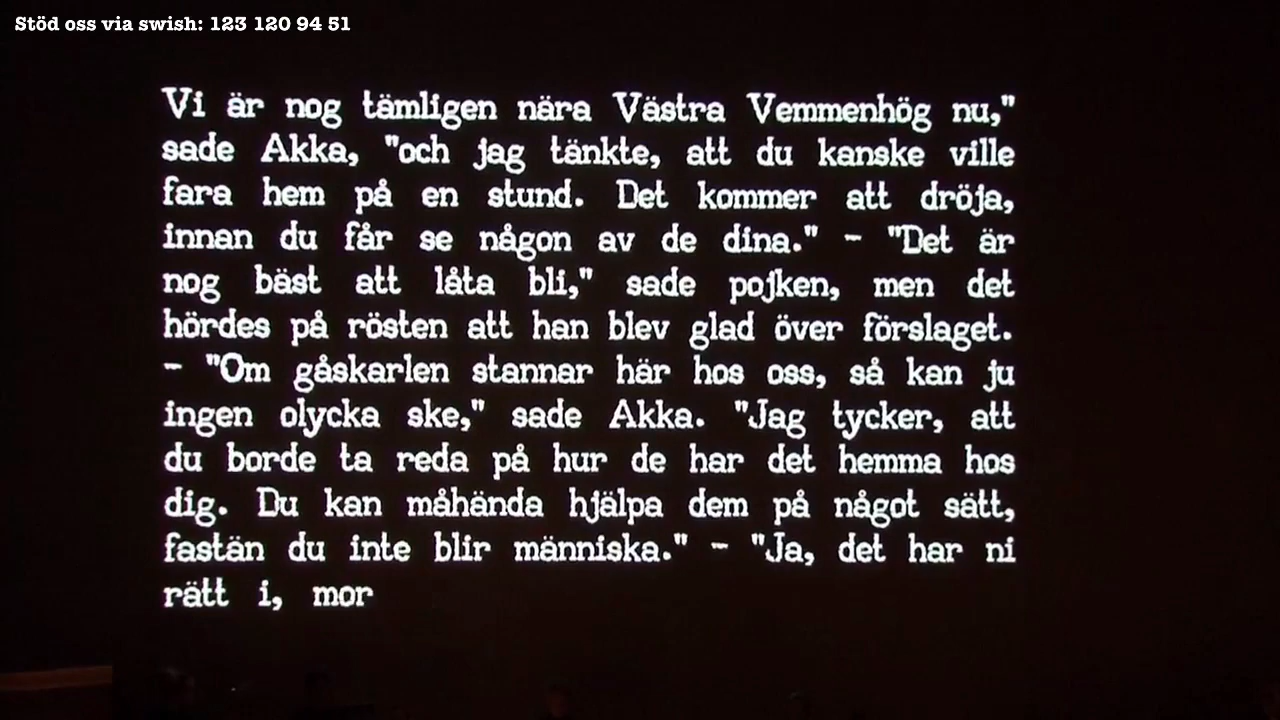 Stöd oss via swish: 123 120 94 51
Vi är nog tämligen nära Västra Vemmenhög nu,"
sade Akka, "och jag tänkte, att du kanske ville
fara hem på en stund. Det kommer att dröja,
innan du får se någon av de dina." - "Det är
nog bäst att låta bli," sade pojken, men det
hördes på rösten att han blev glad över förslaget.
- "Om gåskarlen stannar här hos oss, så kan ju
ingen olycka ske," sade Akka. "Jag tycker, att
du borde ta reda på hur de har det hemma hos
dig. Du kan måhända hjälpa dem på något sätt,
fastän du inte blir människa." - "Ja, det har ni
rätt i, mor